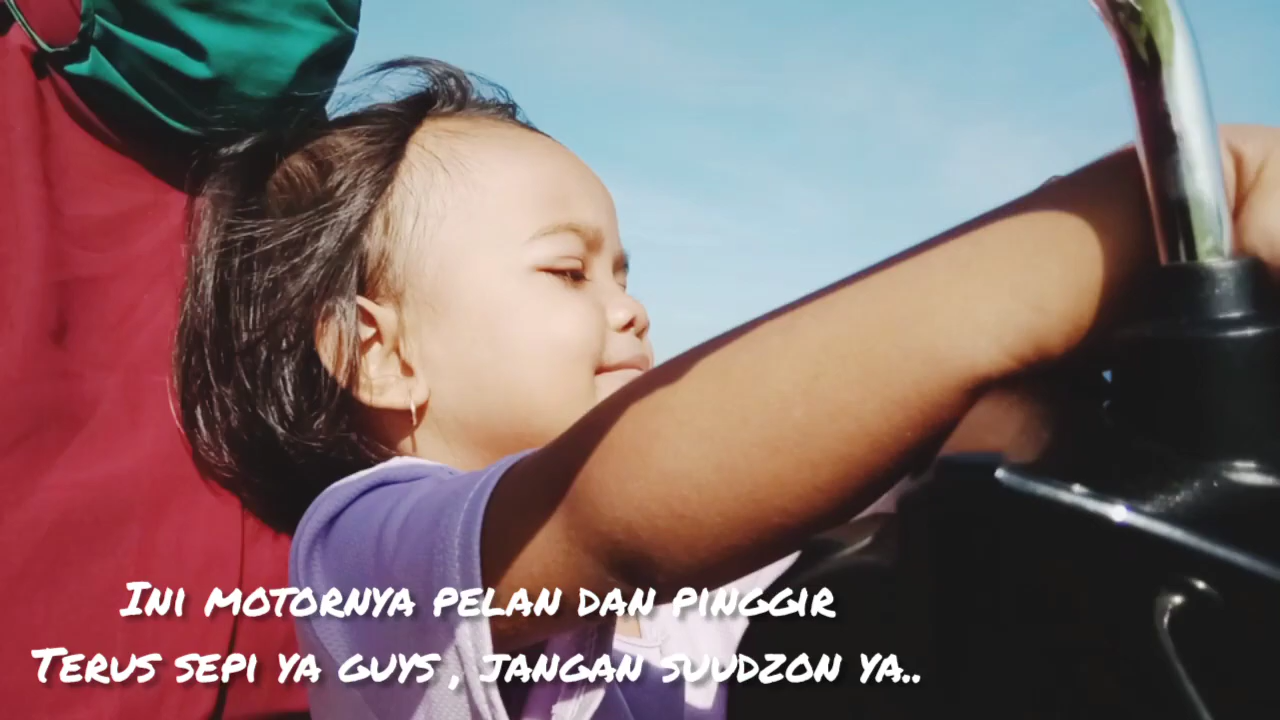 Ini motornya pelan dan pinggir
Terus sepi ya guys , jangan suudzon ya..